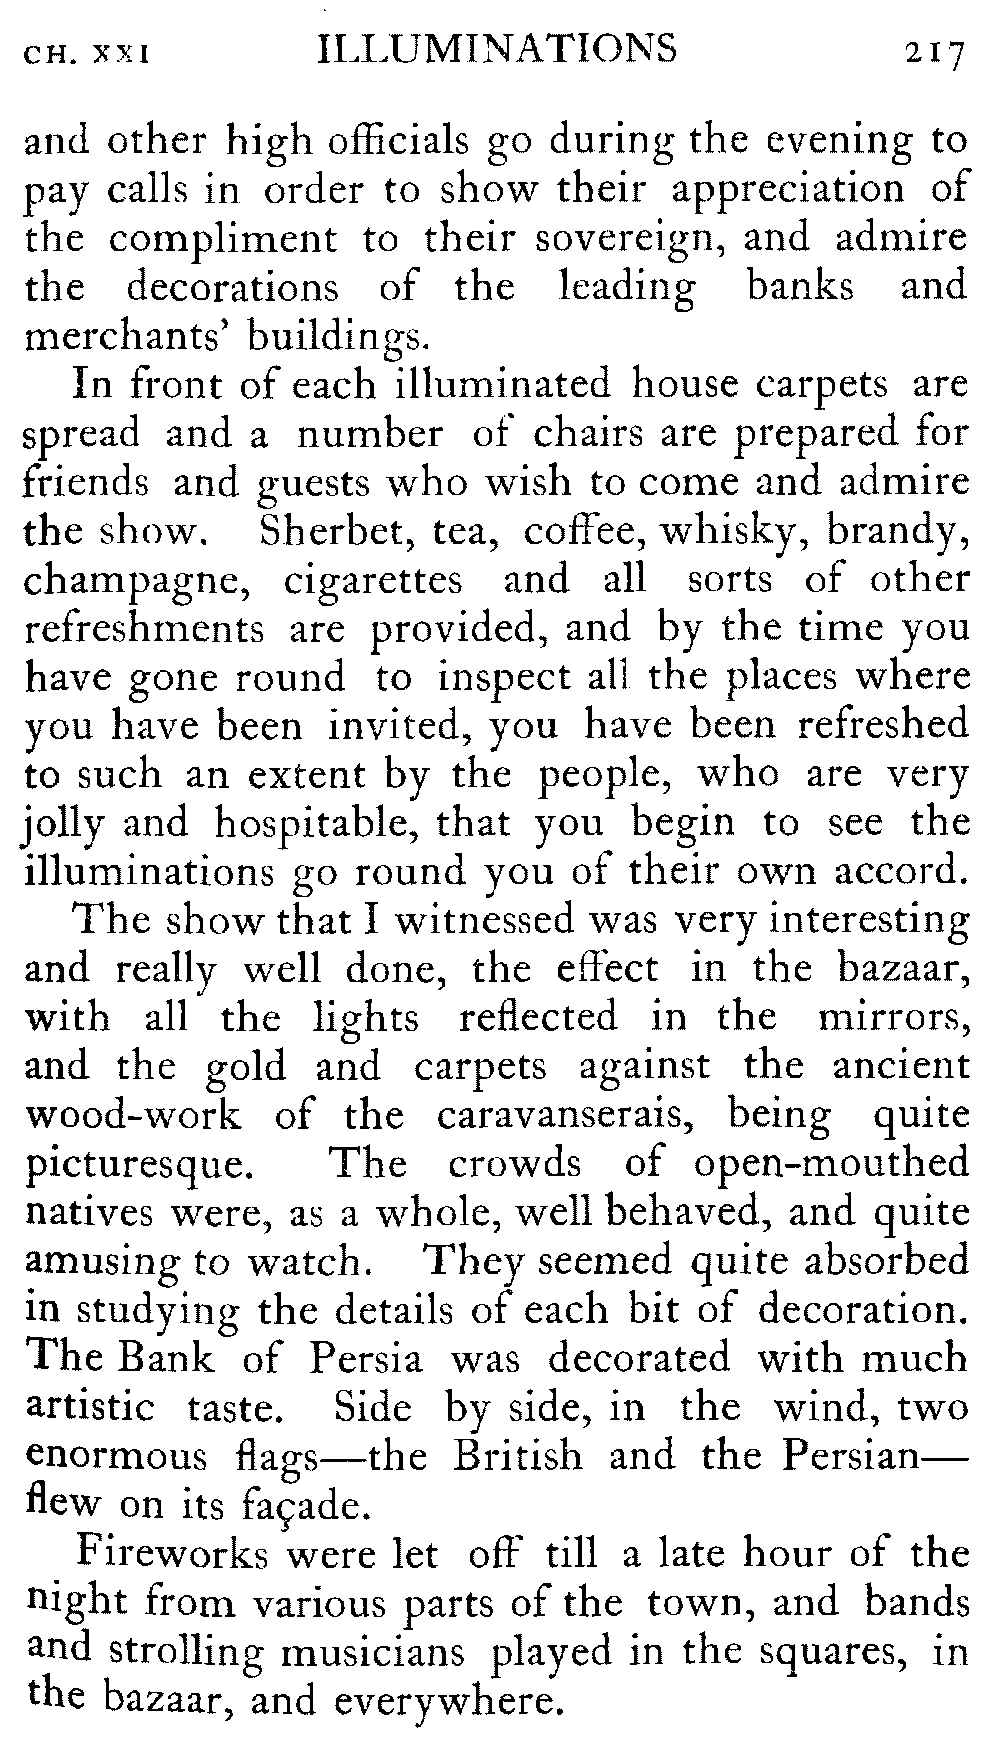 CH. XXI ILLUMINATIONS 217
and other high officials go during the evening to
pay calls in order to show their appreciation of
the compliment to their sovereign, and admire
the decorations of the leading banks and
merchants' buildings.
In front of each illuminated house carpets are
spread and a number of chairs are prepared for
friends and guests who wish to come and admire
the show. Sherbet, tea, coffee, whisky, brandy,
champagne, cigarettes and all sorts of other
refreshments are provided, and by the time you
have gone round to inspect all the places where
you have been invited, you have been refreshed
to such an extent by the people, who are very
jolly and hospitable, that you begin to see the
illuminations go round you of their own accord.
The show that I witnessed was very interesting
and really well done, the effect in the bazaar,
with all the lights reflected in the mirrors,
and the gold and carpets against the ancient
wood-work of the caravanserais, being quite
picturesque. The crowds of open-mouthed
natives were, as a whole, well behaved, and quite
amusing to watch. They seemed quite absorbed
in studying the details of each bit of decoration.
The Bank of Persia was decorated with much
artistic taste. Side by side, in the wind, two
enormous flags—the British and the Persian—
flew on its façade.
Fireworks were let off till a late hour of the
night from various parts of the town, and bands
and strolling musicians played in the squares, in
the bazaar, and everywhere.